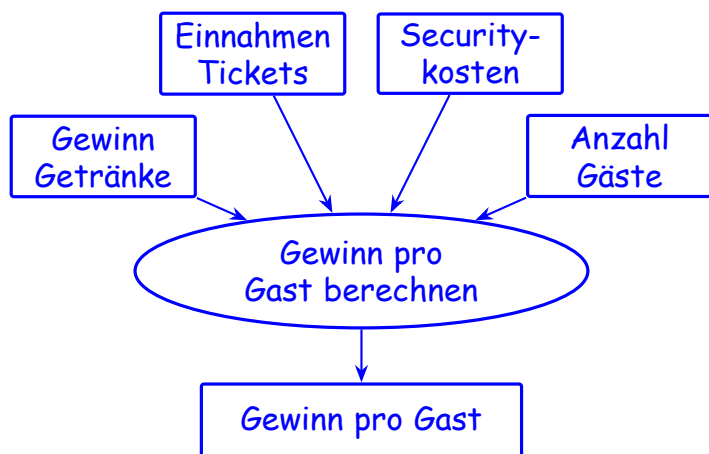 Einnahmen
Tickets
Security-
kosten
Gewinn
Getränke
Anzahl
Gäste
Gewinn pro
Gast berechnen
Gewinn pro Gast